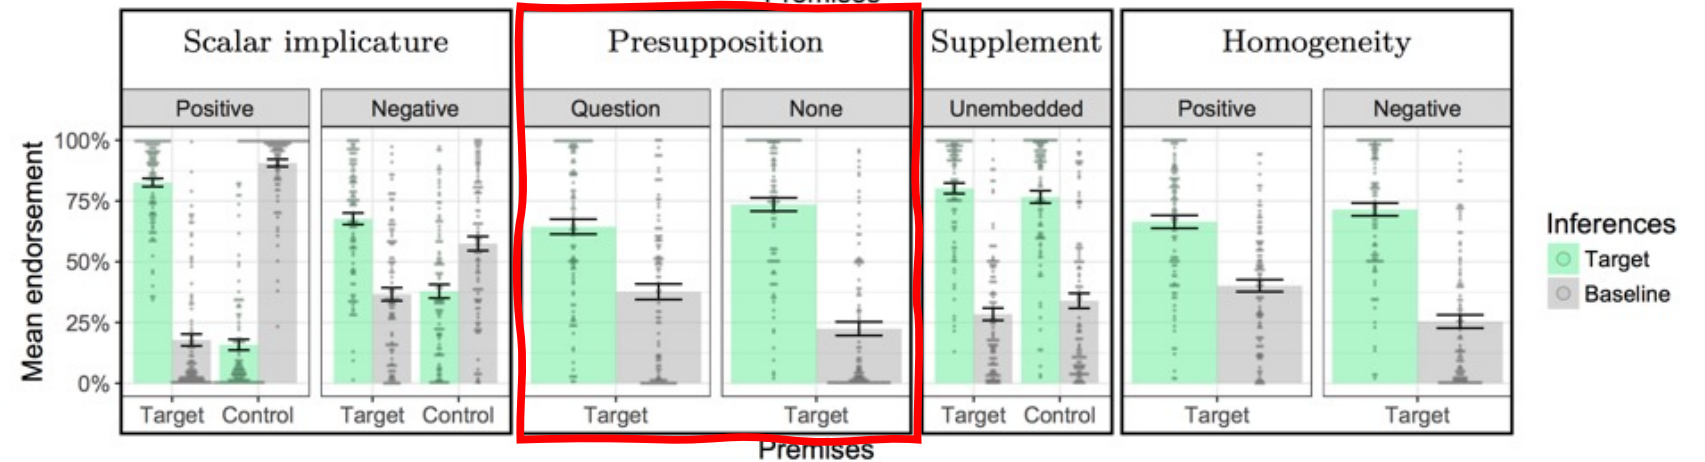 Premises
Scalar implicature Presupposition Supplement Homogeneity
Positive Negative Question None Unembedded Positive Negative
Mean endorsement
100%
75%
50%
25%
0%
Target Control Target Control Target Target Target Control Target Target
Premises
Inferences
Target
Baseline